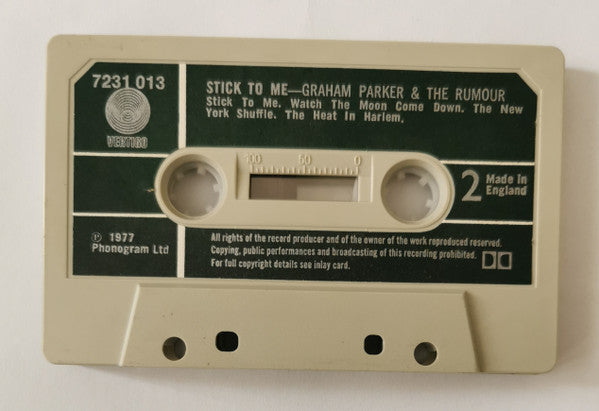 7231 013
VERTIGO
STICK TO ME—GRAHAM PARKER & THE RUMOUR
Stick To Me. Watch The Moon Come Down. The New
York Shuffle. The Heat In Harlem.
100 50 0
2
Made in
England
℗ 1977
Phonogram Ltd
All rights of the record producer and of the owner of the work reproduced reserved.
Copying, public performances and broadcasting of this recording prohibited.
For full copyright details see inlay card.